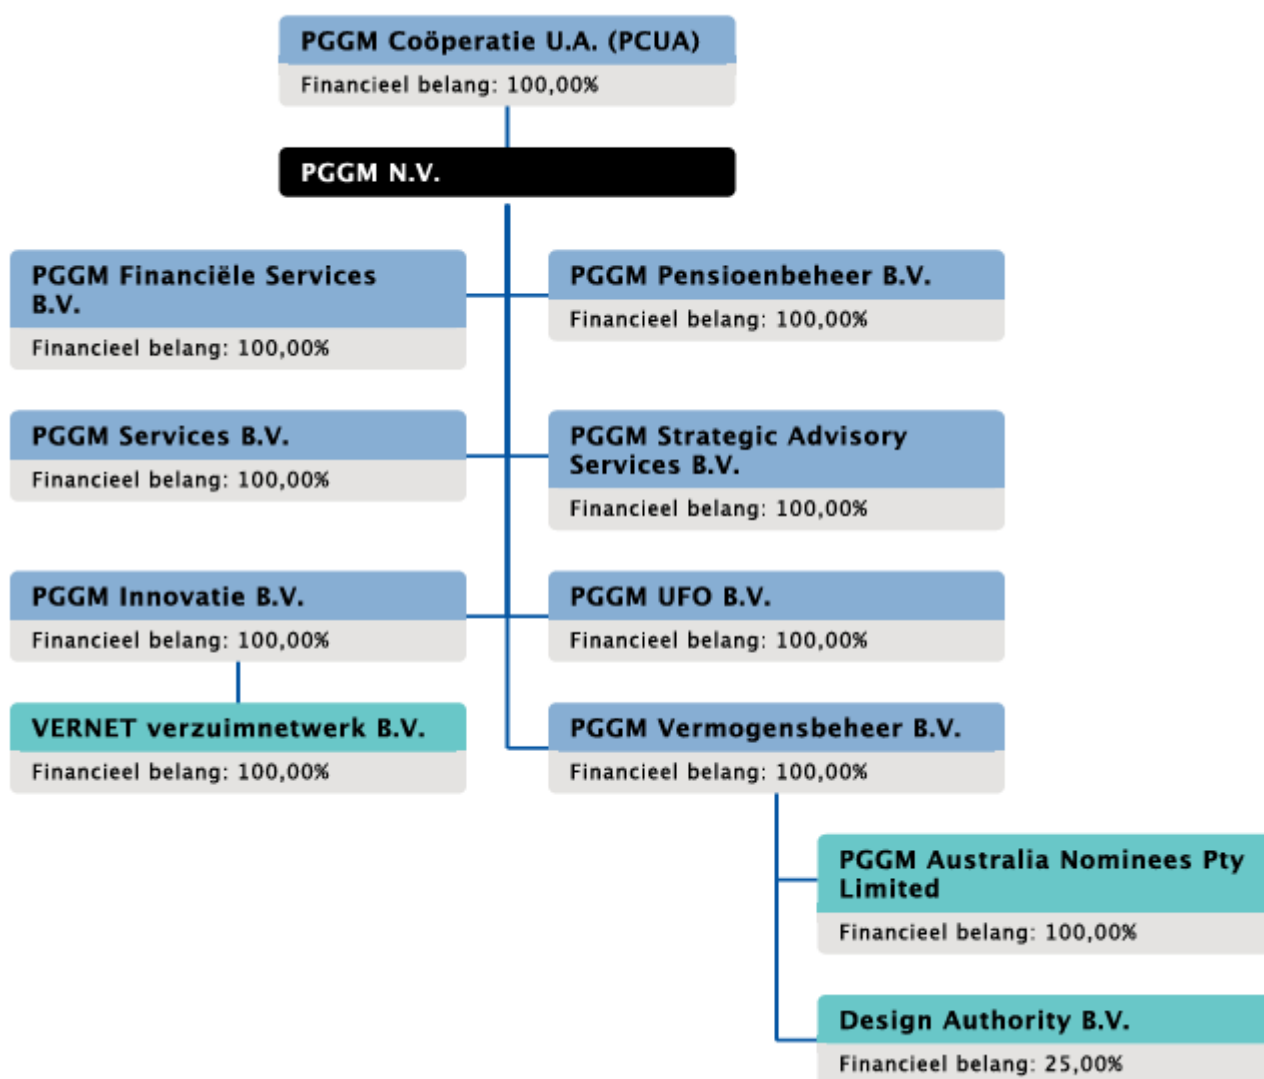 PGGM Coöperatie U.A. (PCUA)
Financieel belang: 100,00%
PGGM N.V.
PGGM Financiële Services
B.V.
Financieel belang: 100,00%
PGGM Pensioenbeheer B.V.
Financieel belang: 100,00%
PGGM Services B.V.
Financieel belang: 100,00%
PGGM Strategic Advisory
Services B.V.
Financieel belang: 100,00%
PGGM Innovatie B.V.
Financieel belang: 100,00%
PGGM UFO B.V.
Financieel belang: 100,00%
VERNET verzuimnetwerk B.V.
Financieel belang: 100,00%
PGGM Vermogensbeheer B.V.
Financieel belang: 100,00%
PGGM Australia Nominees Pty
Limited
Financieel belang: 100,00%
Design Authority B.V.
Financieel belang: 25,00%